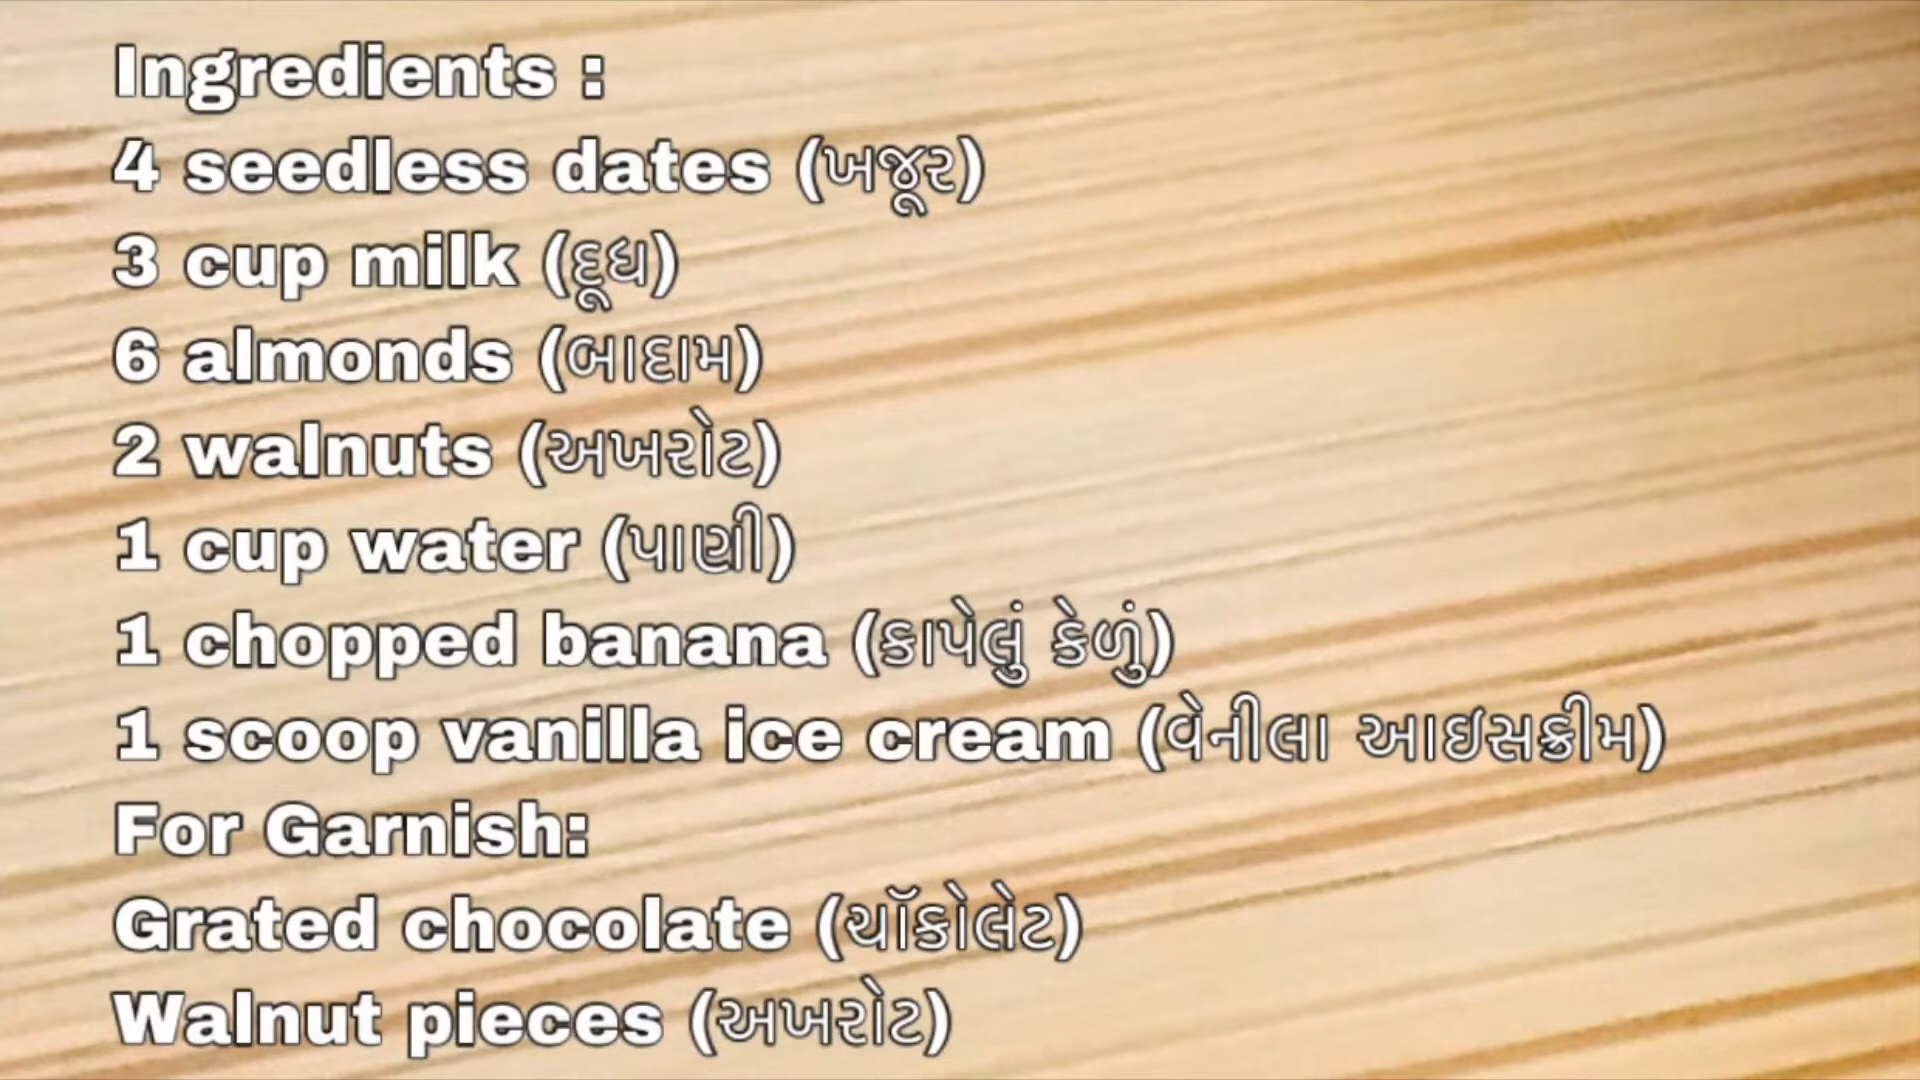 Ingredients :
4 seedless dates (ખજૂર)
3 cup milk (દૂધ)
6 almonds (બાદામ)
2 walnuts (અખરોટ)
1 cup water (પાણી)
1 chopped banana (કાપેલું કેળું)
1 scoop vanilla ice cream (વેનીલા આઇસક્રીમ)
For Garnish:
Grated chocolate (ચૉકોલેટ)
Walnut pieces (અખરોટ)